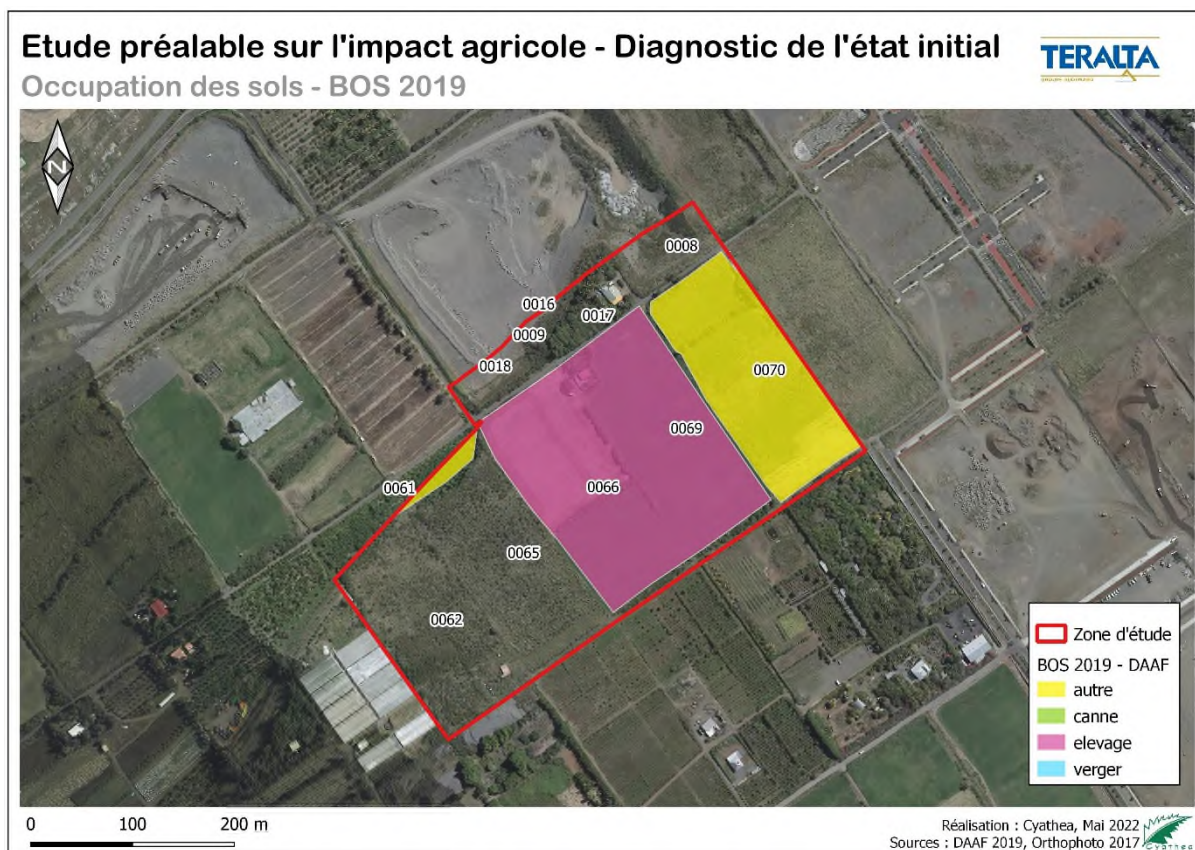 Etude préalable sur l'impact agricole - Diagnostic de l'état initial
Occupation des sols - BOS 2019
TERALTA
N
0008
0016
0017
0009
0018
0070
0069
0061
0066
0065
0062
Zone d'étude
BOS 2019 - DAAF
autre
canne
elevage
verger
0 100 200 m
Réalisation : Cyathea, Mai 2022
Sources : DAAF 2019, Orthophoto 2017
Cyathea